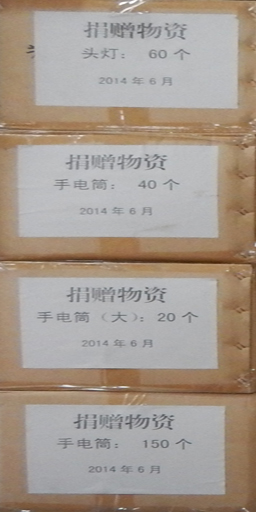 捐赠物资
头灯： 60 个
2014 年 6 月
捐赠物资
手电筒： 40 个
2014 年 6 月
捐赠物资
手电筒（大）：20 个
2014 年 6 月
捐赠物资
手电筒： 150 个
2014 年 6 月